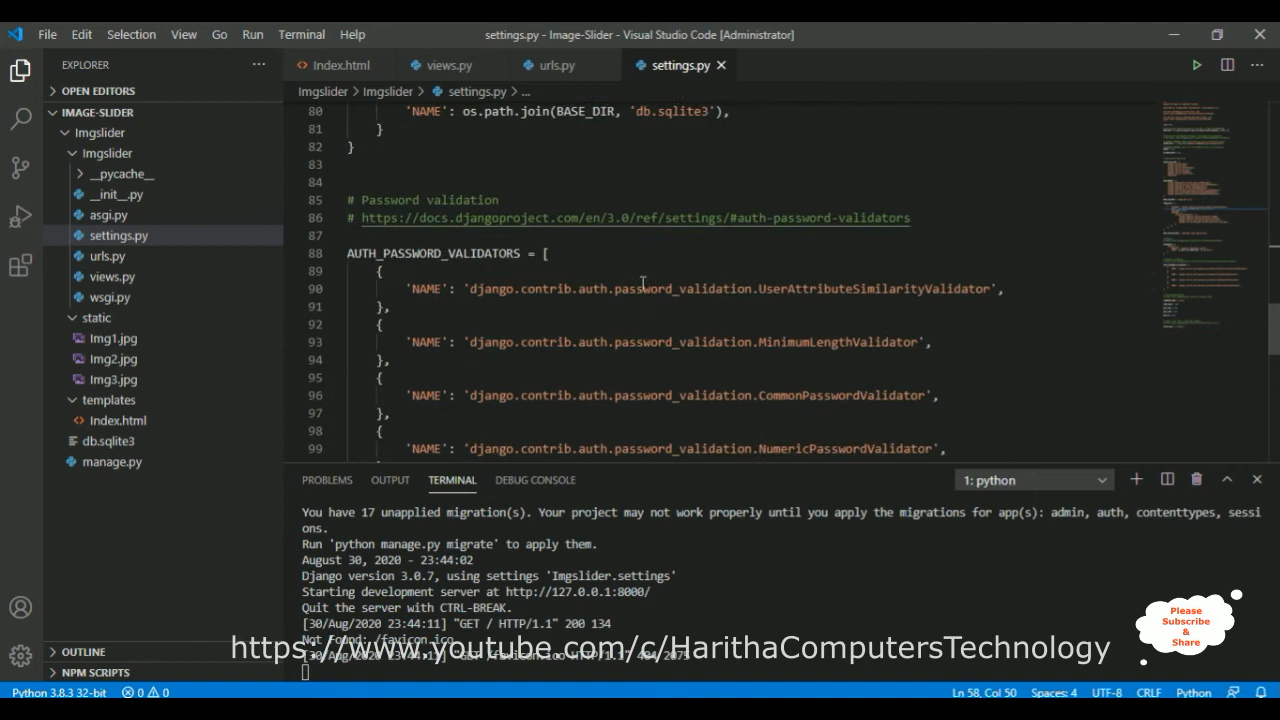 File Edit Selection View Go Run Terminal Help settings.py - Image-Slider - Visual Studio Code [Administrator]
EXPLORER
OPEN EDITORS
IMAGE-SLIDER
Imgslider
Imgslider
__pycache__
__init__.py
asgi.py
settings.py
urls.py
views.py
wsgi.py
static
Img1.jpg
Img2.jpg
Img3.jpg
templates
Index.html
db.sqlite3
manage.py
OUTLINE
NPM SCRIPTS
Index.html views.py urls.py settings.py
Imgslider > Imgslider > settings.py > ...
80 'NAME': os.path.join(BASE_DIR, 'db.sqlite3'),
81 }
82 }
83
84
85 # Password validation
86 # https://docs.djangoproject.com/en/3.0/ref/settings/#auth-password-validators
87
88 AUTH_PASSWORD_VALIDATORS = [
89 {
90 'NAME': 'django.contrib.auth.password_validation.UserAttributeSimilarityValidator',
91 },
92 {
93 'NAME': 'django.contrib.auth.password_validation.MinimumLengthValidator',
94 },
95 {
96 'NAME': 'django.contrib.auth.password_validation.CommonPasswordValidator',
97 },
98 {
99 'NAME': 'django.contrib.auth.password_validation.NumericPasswordValidator',
PROBLEMS OUTPUT TERMINAL DEBUG CONSOLE 1: python
You have 17 unapplied migration(s). Your project may not work properly until you apply the migrations for app(s): admin, auth, contenttypes, sessi
ons.
Run 'python manage.py migrate' to apply them.
August 30, 2020 - 23:44:02
Django version 3.0.7, using settings 'Imgslider.settings'
Starting development server at http://127.0.0.1:8000/
Quit the server with CTRL-BREAK.
[30/Aug/2020 23:44:11] "GET / HTTP/1.1" 200 134
Not Found: /favicon.ico
https://www.youtube.com/c/HarithaComputersTechnology
Please
Subscribe
&
Share
Python 3.8.3 32-bit 0 0 Ln 58, Col 50 Spaces: 4 UTF-8 CRLF Python